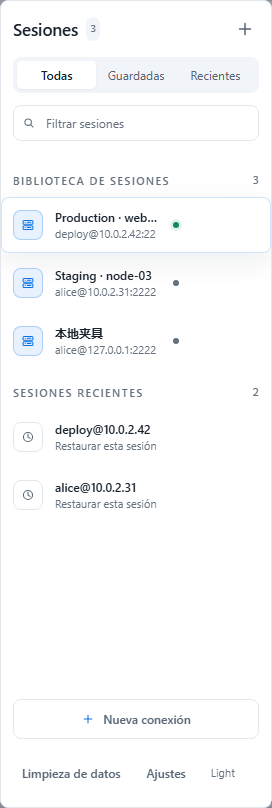 Sesiones 3
Todas Guardadas Recientes
Filtrar sesiones
BIBLIOTECA DE SESIONES 3
Production · web...
deploy@10.0.2.42:22
Staging · node-03
alice@10.0.2.31:2222
本地夹具
alice@127.0.0.1:2222
SESIONES RECIENTES 2
deploy@10.0.2.42
Restaurar esta sesión
alice@10.0.2.31
Restaurar esta sesión
Nueva conexión
Limpieza de datos Ajustes Light